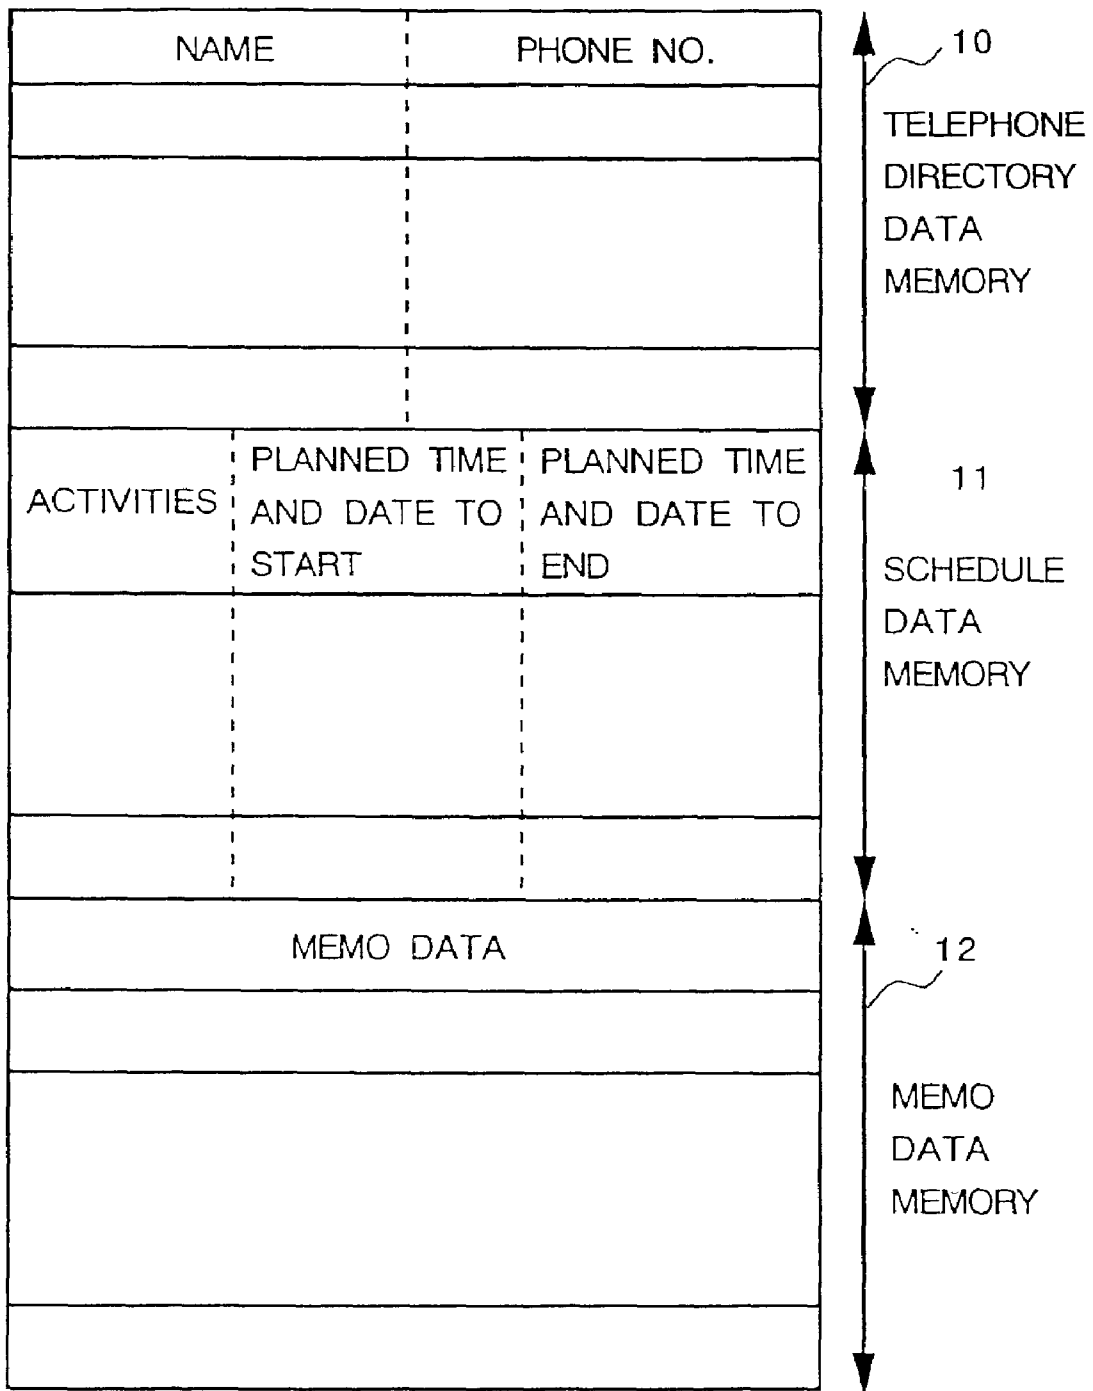 NAME PHONE NO.
10
TELEPHONE
DIRECTORY
DATA
MEMORY
ACTIVITIES
PLANNED TIME
AND DATE TO
START
PLANNED TIME
AND DATE TO
END
11
SCHEDULE
DATA
MEMORY
MEMO DATA
12
MEMO
DATA
MEMORY